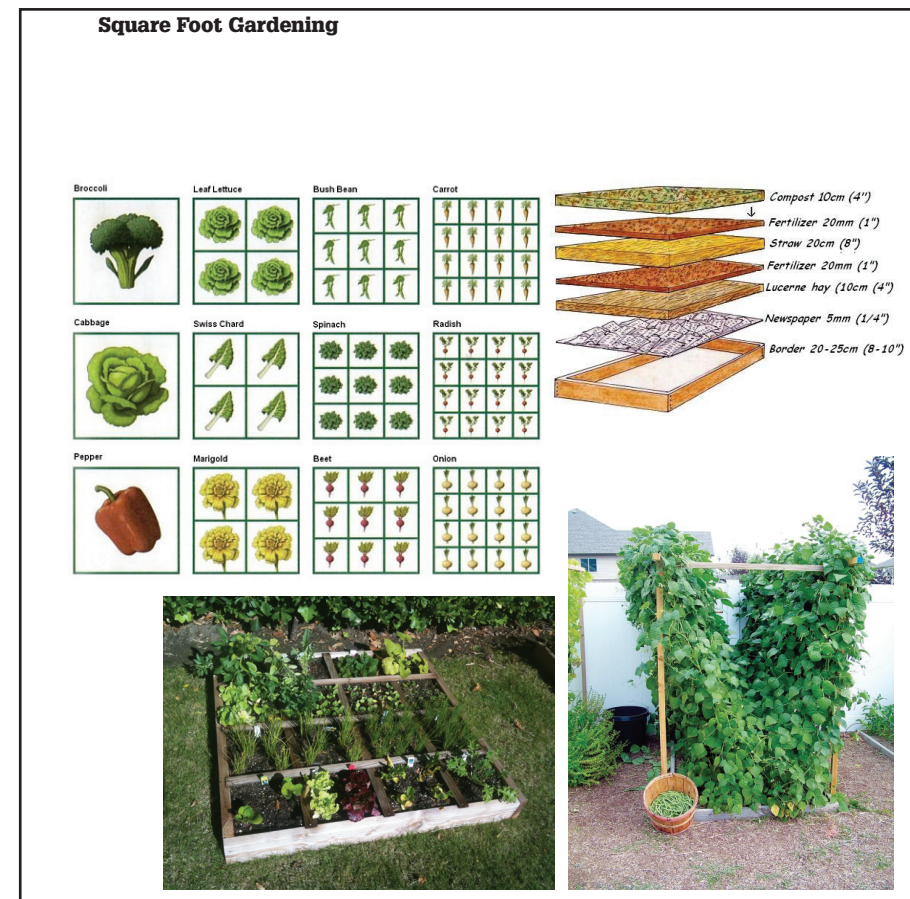 Square Foot Gardening
Broccoli
Leaf Lettuce
Bush Bean
Carrot
Cabbage
Swiss Chard
Spinach
Radish
Pepper
Marigold
Beet
Onion
Compost 10cm (4")
Fertilizer 20mm (1")
Straw 20cm (8")
Fertilizer 20mm (1")
Lucerne hay (10cm (4")
Newspaper 5mm (1/4")
Border 20-25cm (8-10")